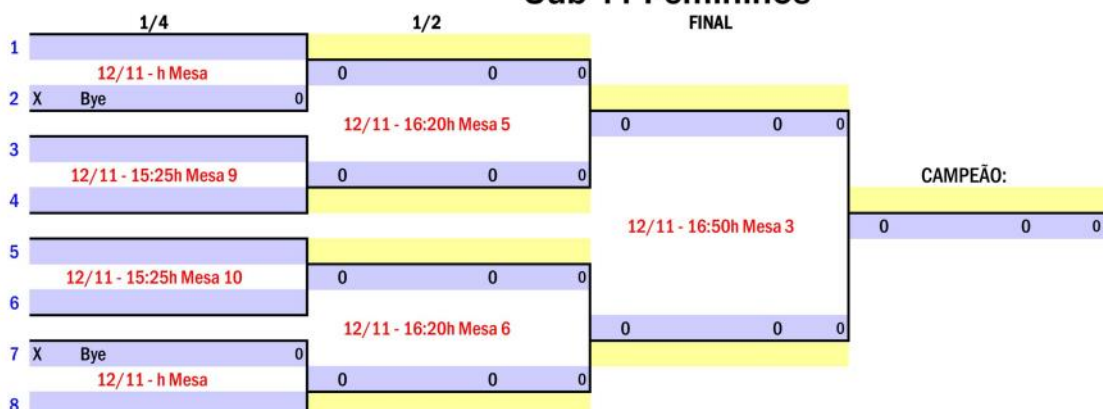 1/4 1/2 FINAL
1
12/11 - h Mesa 0 0 0
2 X Bye 0
12/11 - 16:20h Mesa 5 0 0 0
3
12/11 - 15:25h Mesa 9 0 0 0 CAMPEÃO:
4
12/11 - 16:50h Mesa 3 0 0 0
5
12/11 - 15:25h Mesa 10 0 0 0
6
12/11 - 16:20h Mesa 6 0 0 0
7 X Bye 0
12/11 - h Mesa 0 0 0
8